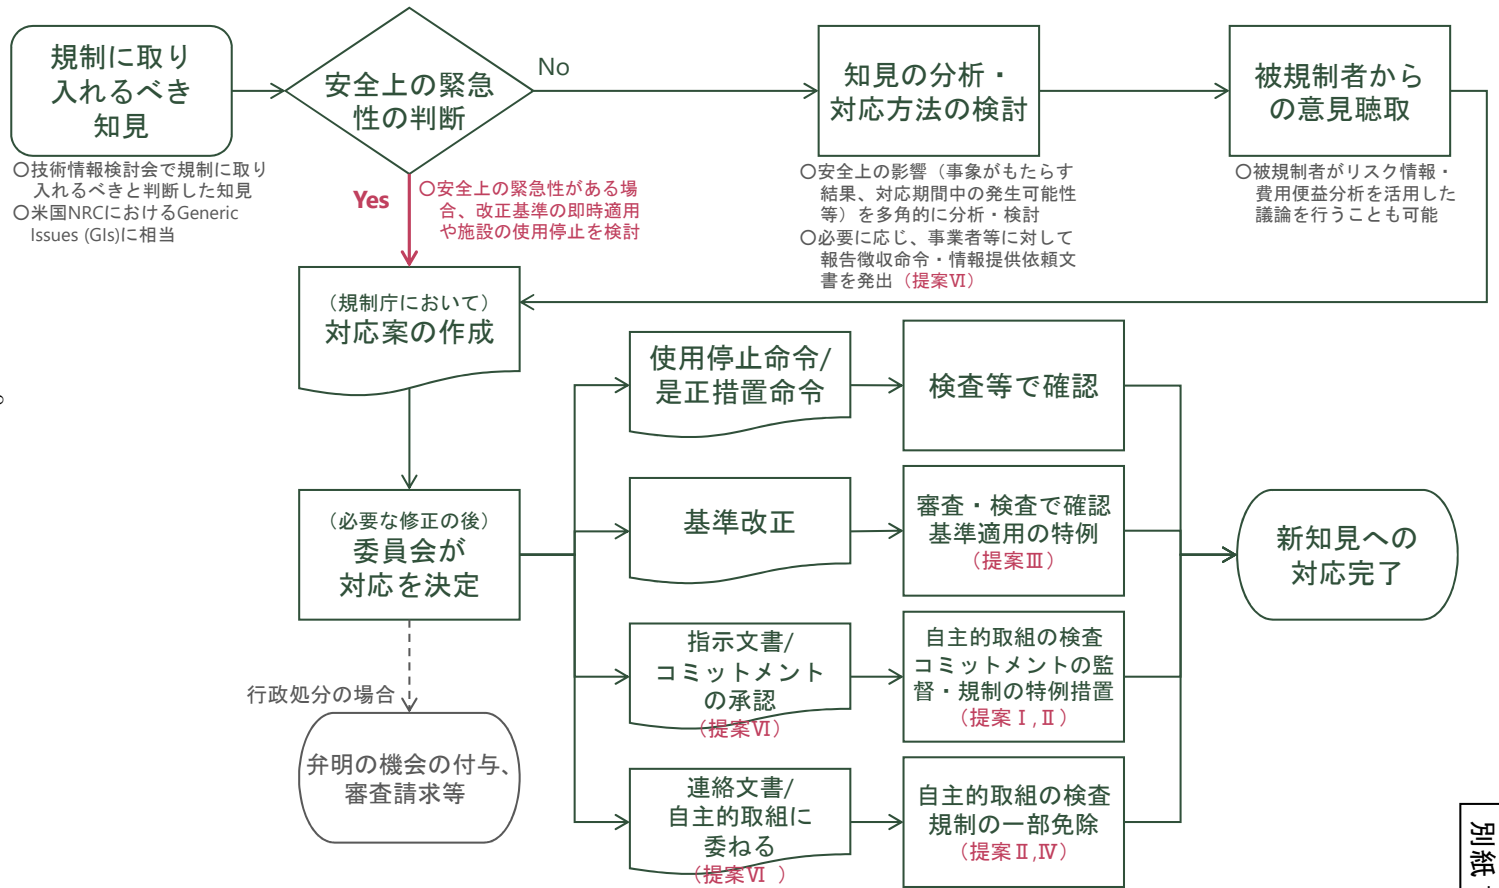 規制に取り
入れるべき
知見
〇技術情報検討会で規制に取り
入れるべきと判断した知見
〇米国NRCにおけるGeneric
Issues (GIs)に相当
安全上の緊急
性の判断
No
Yes
〇安全上の緊急性がある場
合、改正基準の即時適用
や施設の使用停止を検討
知見の分析・
対応方法の検討
〇安全上の影響（事象がもたらす
結果、対応期間中の発生可能性
等）を多角的に分析・検討
〇必要に応じ、事業者等に対して
報告徴収命令・情報提供依頼文
書を発出（提案Ⅵ）
被規制者から
の意見聴取
〇被規制者がリスク情報・
費用便益分析を活用した
議論を行うことも可能
（規制庁において）
対応案の作成
（必要な修正の後）
委員会が
対応を決定
行政処分の場合
弁明の機会の付与、
審査請求等
使用停止命令/
是正措置命令
検査等で確認
基準改正
審査・検査で確認
基準適用の特例
（提案Ⅲ）
指示文書/
コミットメント
の承認
（提案Ⅵ）
自主的取組の検査
コミットメントの監
督・規制の特例措置
（提案Ⅰ,Ⅱ）
連絡文書/
自主的取組に
委ねる
（提案Ⅵ ）
自主的取組の検査
規制の一部免除
（提案Ⅱ,Ⅳ）
新知見への
対応完了
別紙